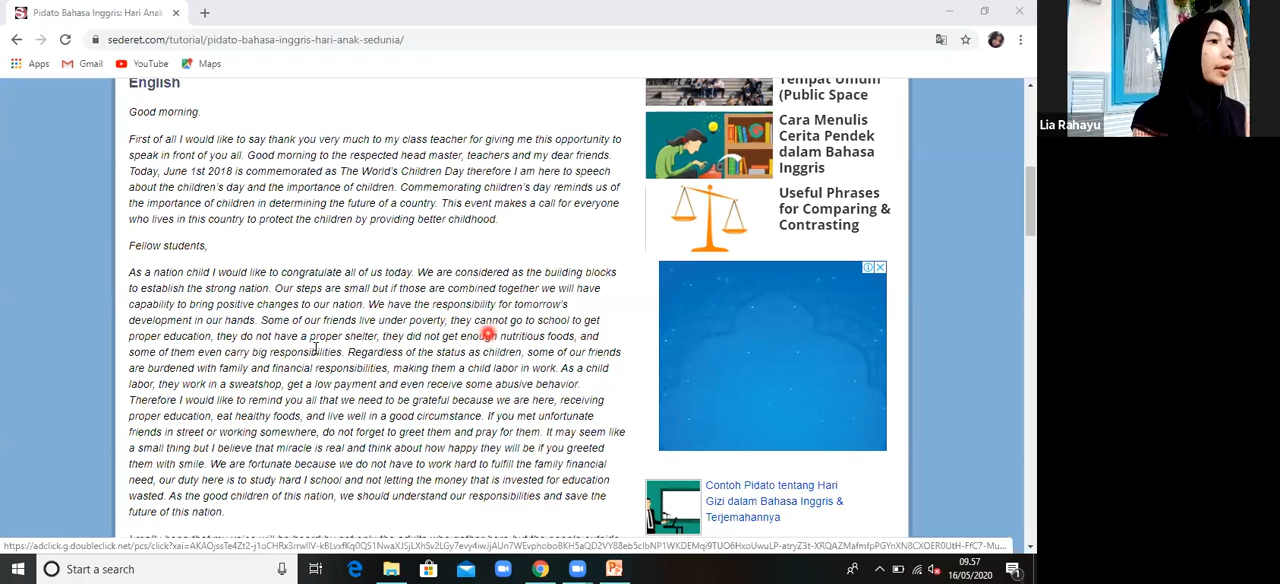 Pidato Bahasa Inggris: Hari Anak
sederet.com/tutorial/pidato-bahasa-inggris-hari-anak-sedunia/
Apps Gmail YouTube Maps
English
Good morning.
First of all I would like to say thank you very much to my class teacher for giving me this opportunity to
speak in front of you all. Good morning to the respected head master, teachers and my dear friends.
Today, June 1st 2018 is commemorated as The World's Children Day therefore I am here to speech
about the children's day and the importance of children. Commemorating children's day reminds us of
the importance of children in determining the future of a country. This event makes a call for everyone
who lives in this country to protect the children by providing better childhood.
Fellow students,
As a nation child I would like to congratulate all of us today. We are considered as the building blocks
to establish the strong nation. Our steps are small but if those are combined together we will have
capability to bring positive changes to our nation. We have the responsibility for tomorrow's
development in our hands. Some of our friends live under poverty, they cannot go to school to get
proper education, they do not have a proper shelter, they did not get enough nutritious foods, and
some of them even carry big responsibilities. Regardless of the status as children, some of our friends
are burdened with family and financial responsibilities, making them a child labor in work. As a child
labor, they work in a sweatshop, get a low payment and even receive some abusive behavior.
Therefore I would like to remind you all that we need to be grateful because we are here, receiving
proper education, eat healthy foods, and live well in a good circumstance. If you met unfortunate
friends in street or working somewhere, do not forget to greet them and pray for them. It may seem like
a small thing but I believe that miracle is real and think about how happy they will be if you greeted
them with smile. We are fortunate because we do not have to work hard to fulfill the family financial
need, our duty here is to study hard I school and not letting the money that is invested for education
wasted. As the good children of this nation, we should understand our responsibilities and save the
future of this nation.
Tempat Umum
(Public Space
Cara Menulis
Cerita Pendek
dalam Bahasa
Inggris
Useful Phrases
for Comparing &
Contrasting
Contoh Pidato tentang Hari
Gizi dalam Bahasa Inggris &
Terjemahannya
Lia Rahayu
Start a search
09.57
16/05/2020